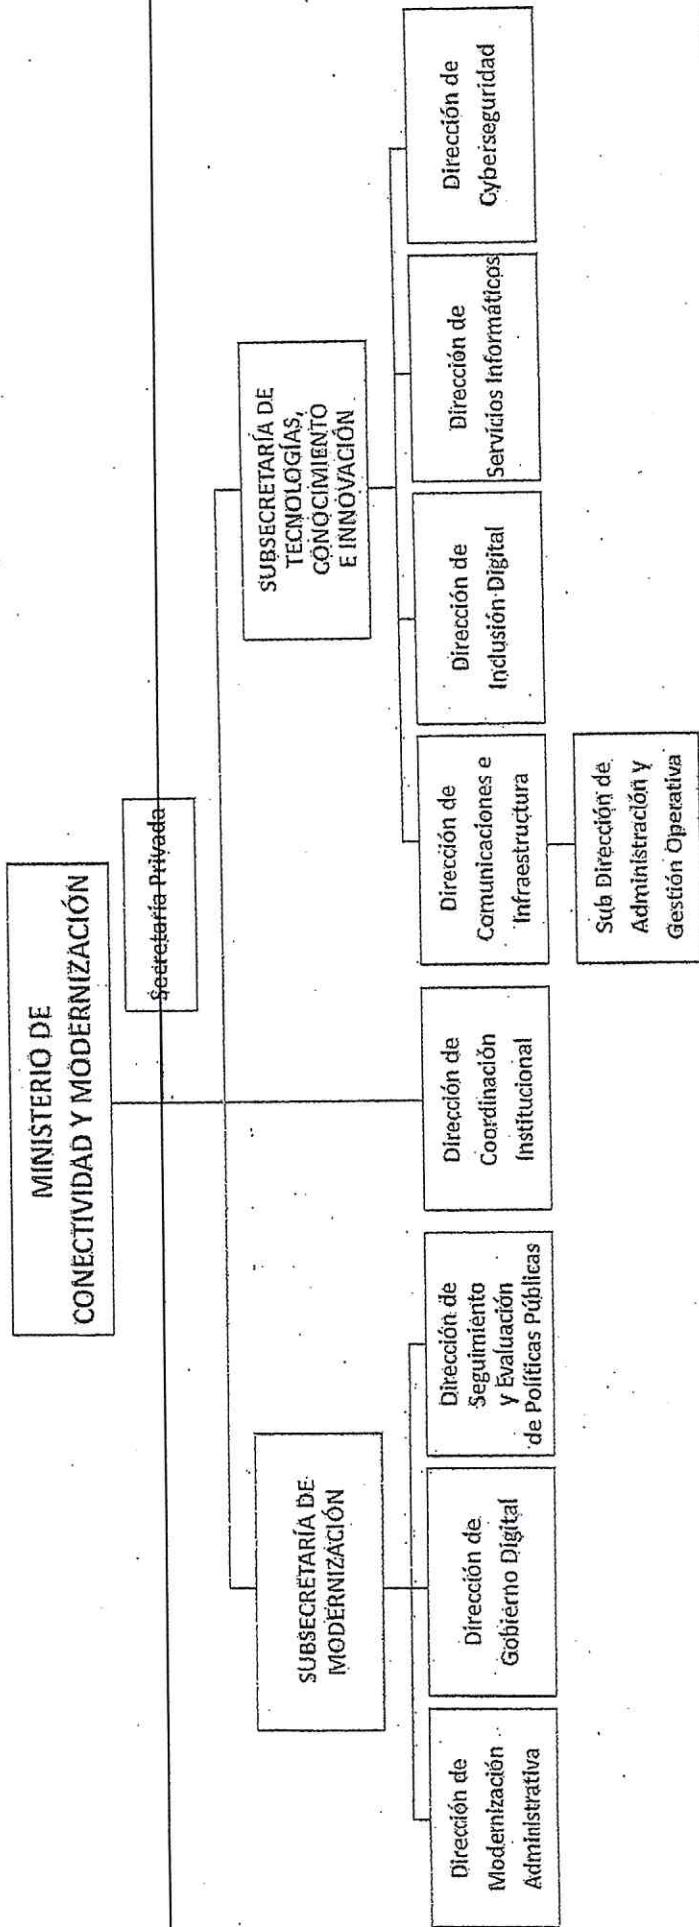 MINISTERIO DE
CONECTIVIDAD Y MODERNIZACIÓN
Secretaría Privada
SUBSECRETARÍA DE
MODERNIZACIÓN
SUBSECRETARÍA DE
TECNOLOGÍAS,
CONOCIMIENTO
E INNOVACIÓN
Dirección de
Modernización
Administrativa
Dirección de
Gobierno Digital
Dirección de
Seguimiento
y Evaluación
de Políticas Públicas
Dirección de
Coordinación
Institucional
Dirección de
Comunicaciones e
Infraestructura
Dirección de
Inclusión Digital
Dirección de
Servicios Informáticos
Dirección de
Cyberseguridad
Sub Dirección de
Administración y
Gestión Operativa